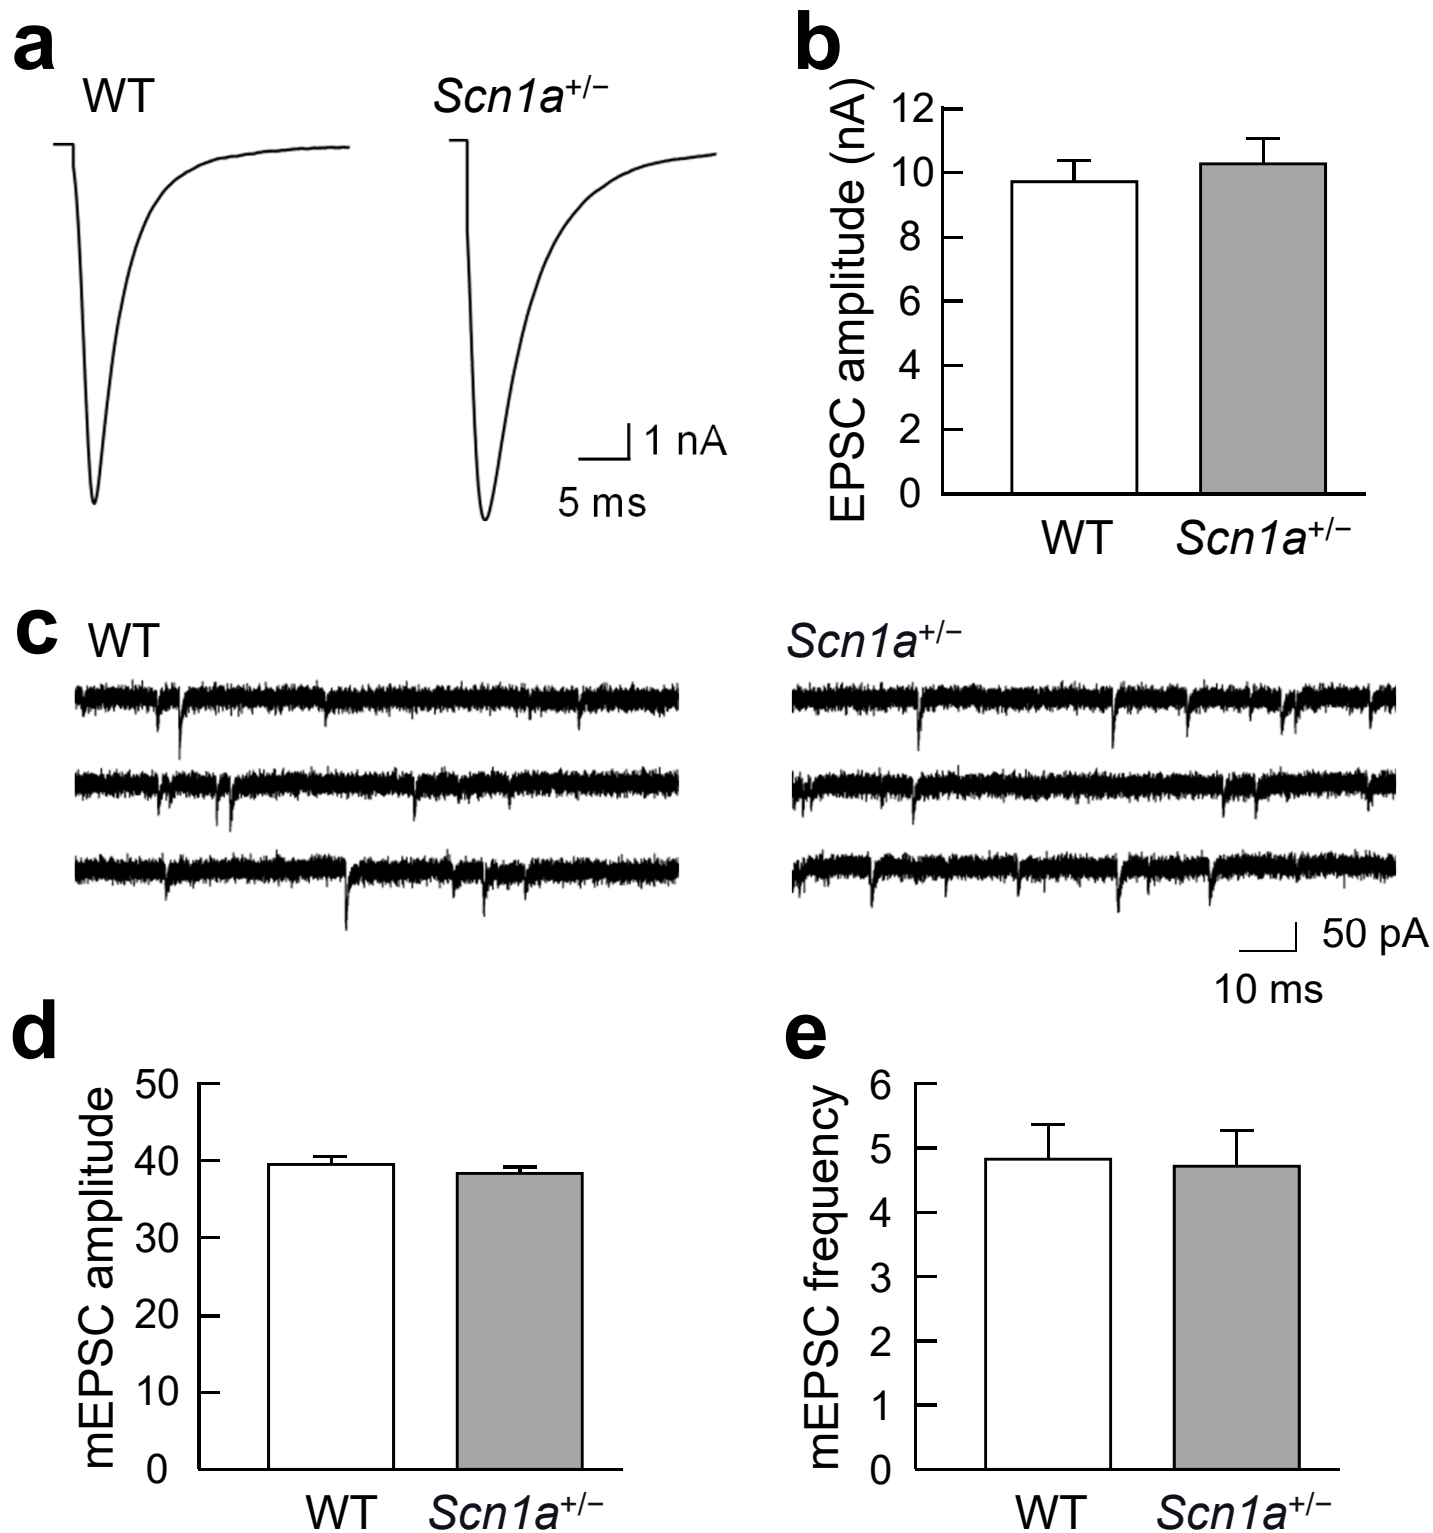 a
WT
Scn1a+/−
1 nA
5 ms
b
EPSC amplitude (nA)
12
10
8
6
4
2
0
WT
Scn1a+/−
c
WT
Scn1a+/−
50 pA
10 ms
d
mEPSC amplitude
50
40
30
20
10
0
WT
Scn1a+/−
e
mEPSC frequency
6
5
4
3
2
1
0
WT
Scn1a+/−